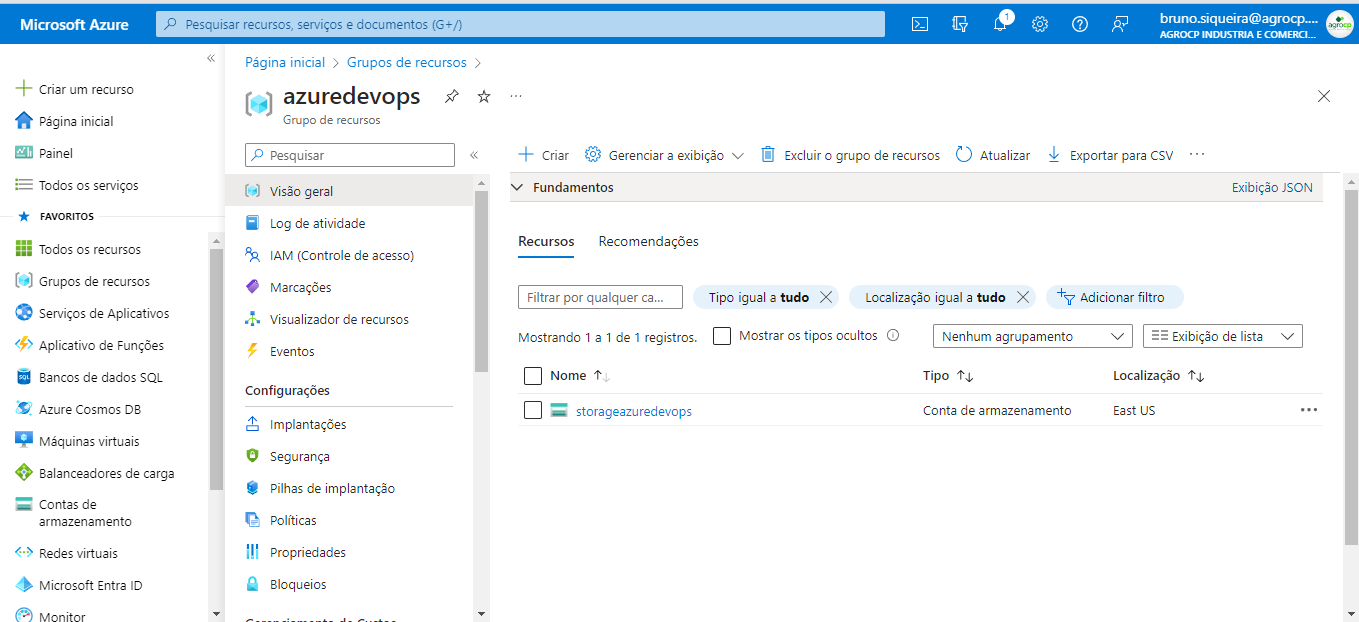 Microsoft Azure
Pesquisar recursos, serviços e documentos (G+/)
1
bruno.siqueira@agrocp....
AGROCP INDUSTRIA E COMERCI...
agrocp
«
Criar um recurso
Página inicial
Painel
Todos os serviços
FAVORITOS
Todos os recursos
Grupos de recursos
Serviços de Aplicativos
Aplicativo de Funções
Bancos de dados SQL
Azure Cosmos DB
Máquinas virtuais
Balanceadores de carga
Contas de
armazenamento
Redes virtuais
Microsoft Entra ID
Monitor
Página inicial > Grupos de recursos >
azuredevops
...
Grupo de recursos
Pesquisar
«
Visão geral
Log de atividade
IAM (Controle de acesso)
Marcações
Visualizador de recursos
Eventos
Configurações
Implantações
Segurança
Pilhas de implantação
Políticas
Propriedades
Bloqueios
Gerenciamento de Custos
Criar Gerenciar a exibição Excluir o grupo de recursos Atualizar Exportar para CSV ...
Fundamentos Exibição JSON
Recursos Recomendações
Filtrar por qualquer ca... Tipo igual a tudo Localização igual a tudo Adicionar filtro
Mostrando 1 a 1 de 1 registros. Mostrar os tipos ocultos Nenhum agrupamento Exibição de lista
Nome ↑↓ Tipo ↑↓ Localização ↑↓
storageazuredevops Conta de armazenamento East US ...